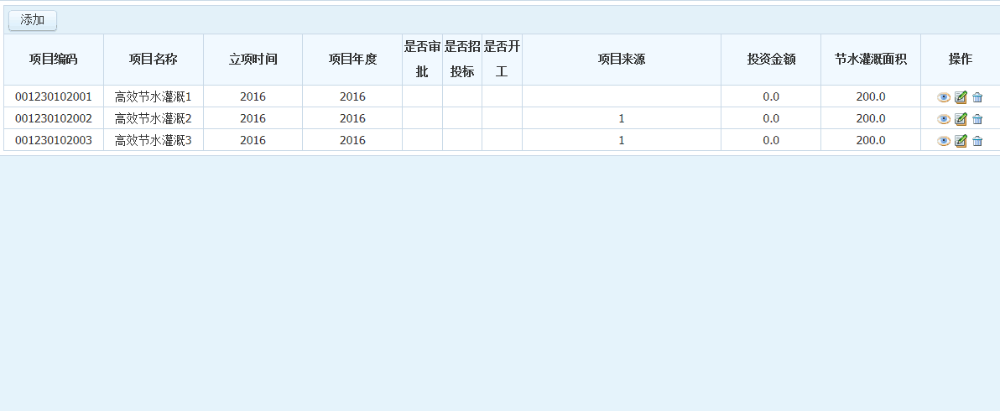 添加
项目编码 项目名称 立项时间 项目年度 是否审批 是否招投标 是否开工 项目来源 投资金额 节水灌溉面积 操作
001230102001 高效节水灌溉1 2016 2016 0.0 200.0
001230102002 高效节水灌溉2 2016 2016 1 0.0 200.0
001230102003 高效节水灌溉3 2016 2016 1 0.0 200.0